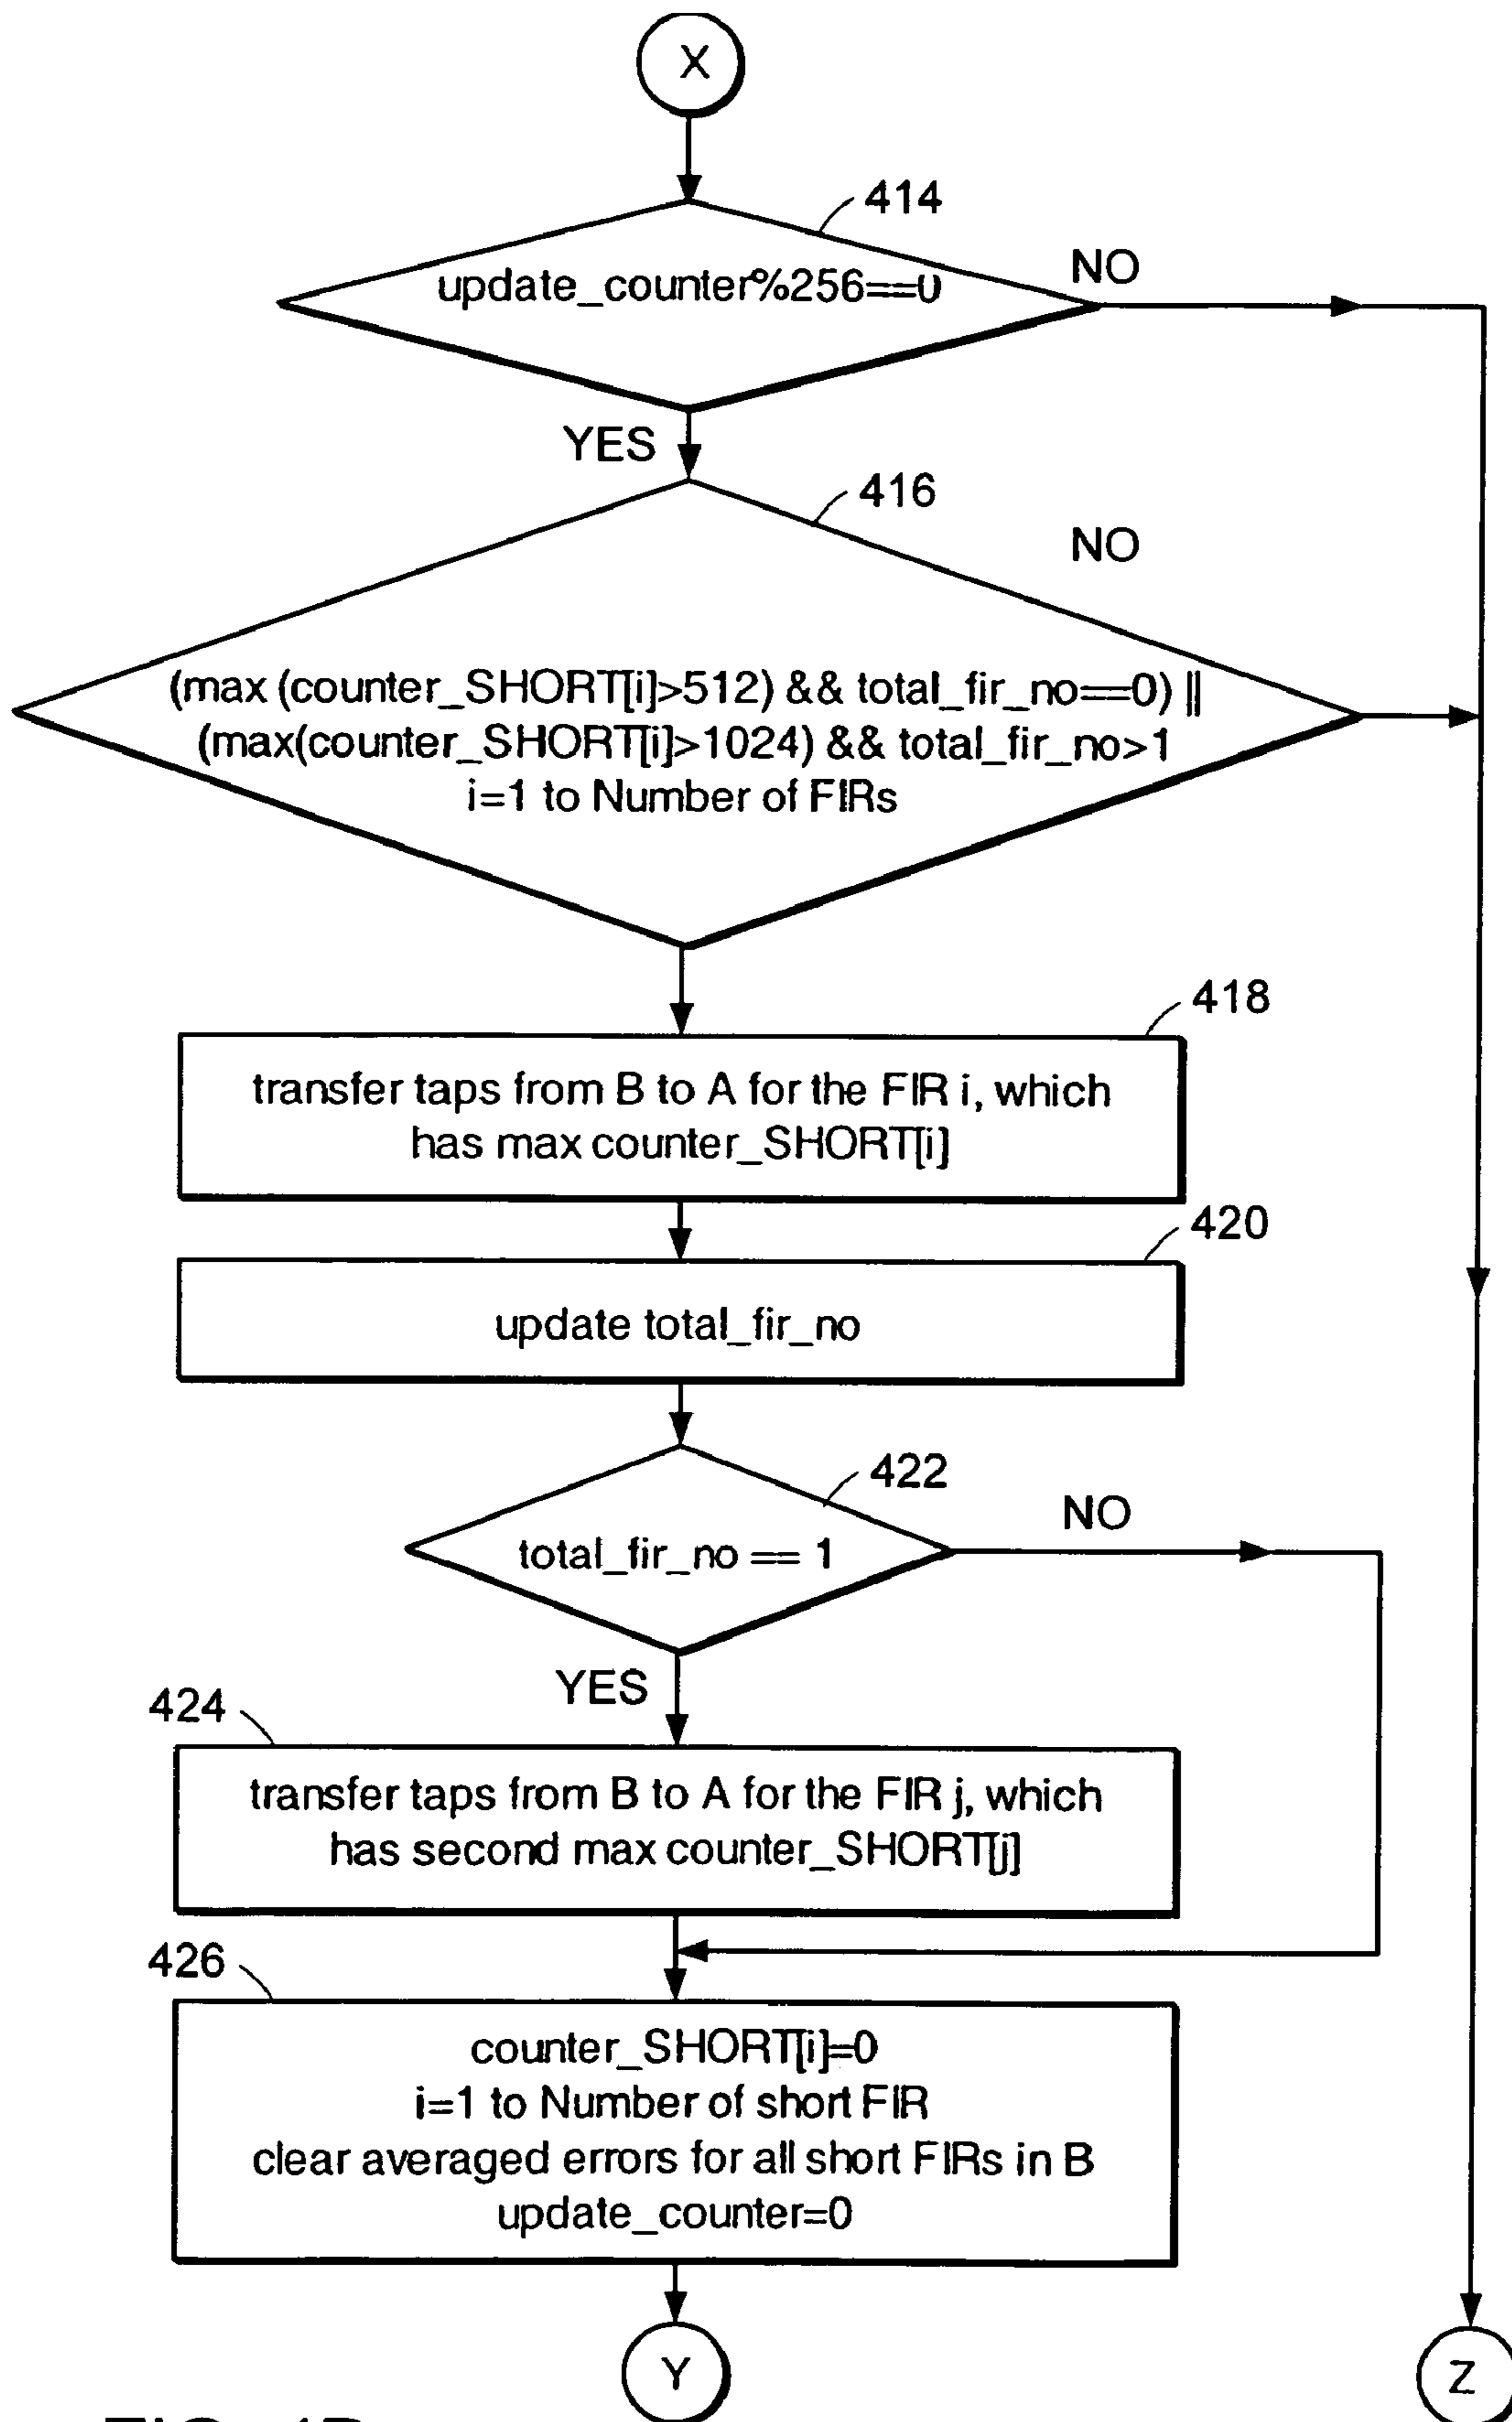 X
414
update_counter%256==0
NO
YES
416
NO
(max (counter_SHORT[i]>512) && total_fir_no==0) ||
(max(counter_SHORT[i]>1024) && total_fir_no>1
i=1 to Number of FIRs
418
transfer taps from B to A for the FIR i, which
has max counter_SHORT[i]
420
update total_fir_no
422
total_fir_no == 1
NO
YES
424
transfer taps from B to A for the FIR j, which
has second max counter_SHORT[j]
426
counter_SHORT[i]=0
i=1 to Number of short FIR
clear averaged errors for all short FIRs in B
update_counter=0
Y
Z